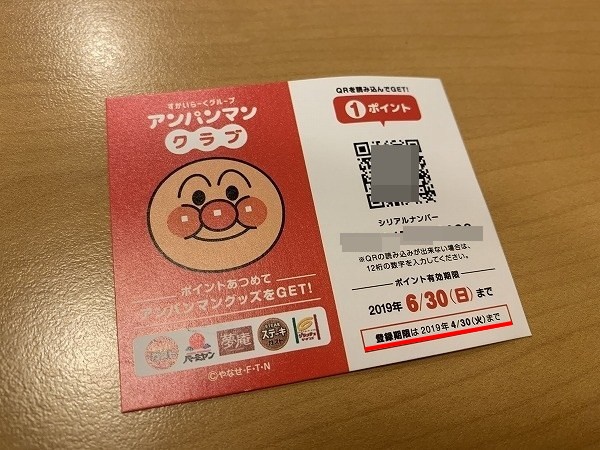 すかいらーくグループ
アンパンマン
クラブ
ポイントあつめて
パンマングッズをGET!
バーミヤン
夢庵
ステーキ
ガスト
©やなせ・F・T・N
QRを読み込んでGET!
1ポイント
シリアルナンバー
※QRの読み込みが出来ない場合は、
12桁の数字を入力してください。
ポイント有効期限
2019年 6/30(日)まで
登録期限は2019年4/30(火)まで